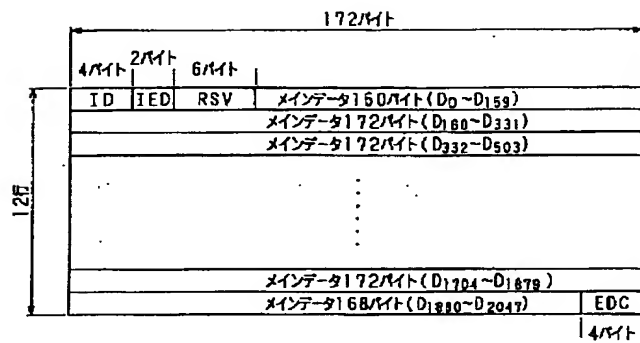 172バイト
4バイト 2バイト 6バイト
ID IED RSV メインデータ160バイト(D0~D159)
メインデータ172バイト(D160~D331)
メインデータ172バイト(D332~D503)
12行
メインデータ172バイト(D1704~D1879)
メインデータ168バイト(D1880~D2047) EDC
4バイト